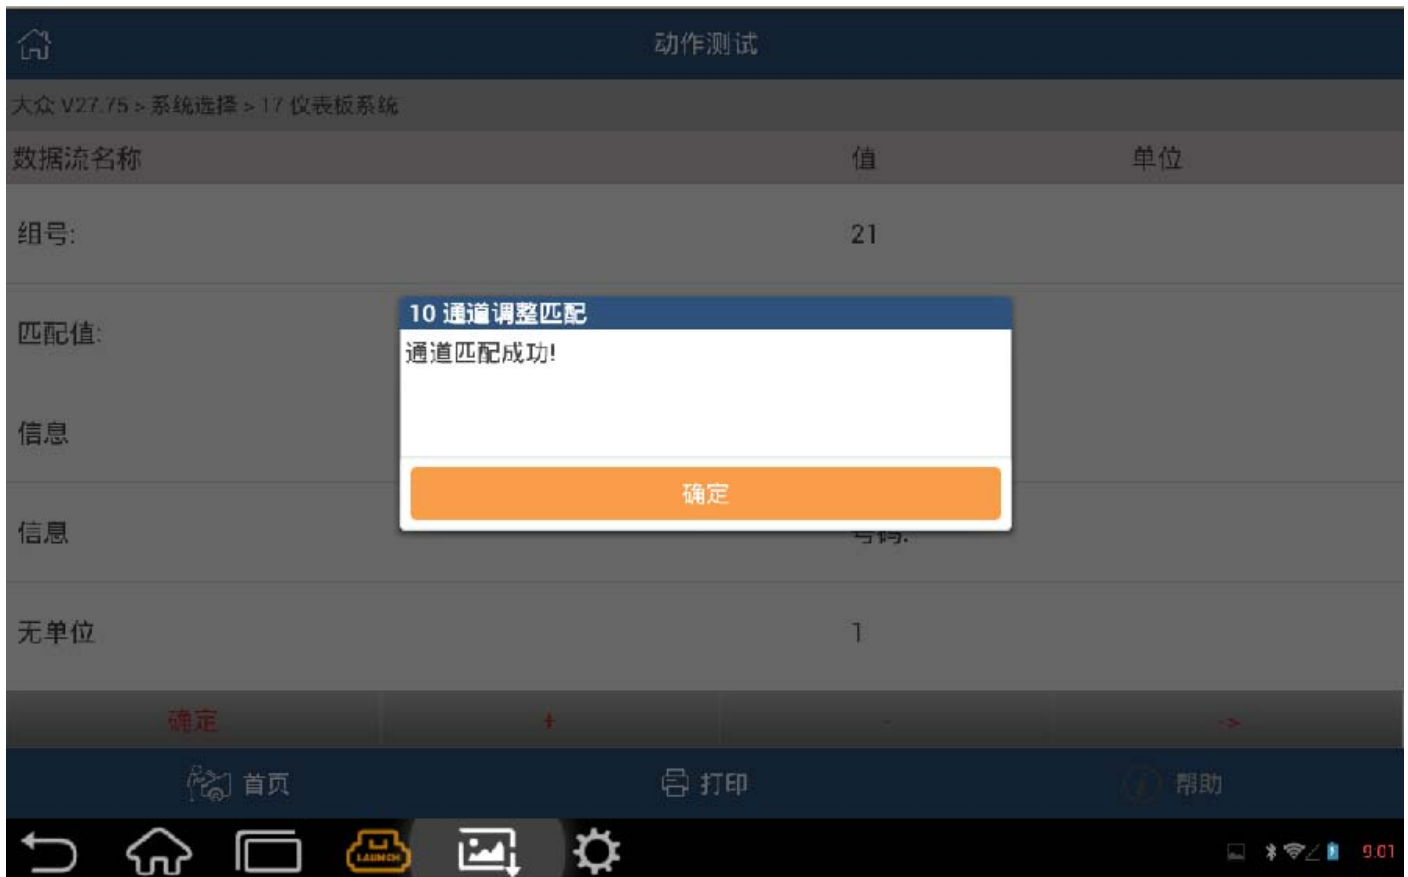 动作测试
大众 V27.75 > 系统选择 > 17 仪表板系统
数据流名称 值 单位
组号: 21
匹配值:
10 通道调整匹配
通道匹配成功!
信息
确定
信息 号码:
无单位 1
确定 + - ->
首页 打印 帮助
LAUNCH 9:01